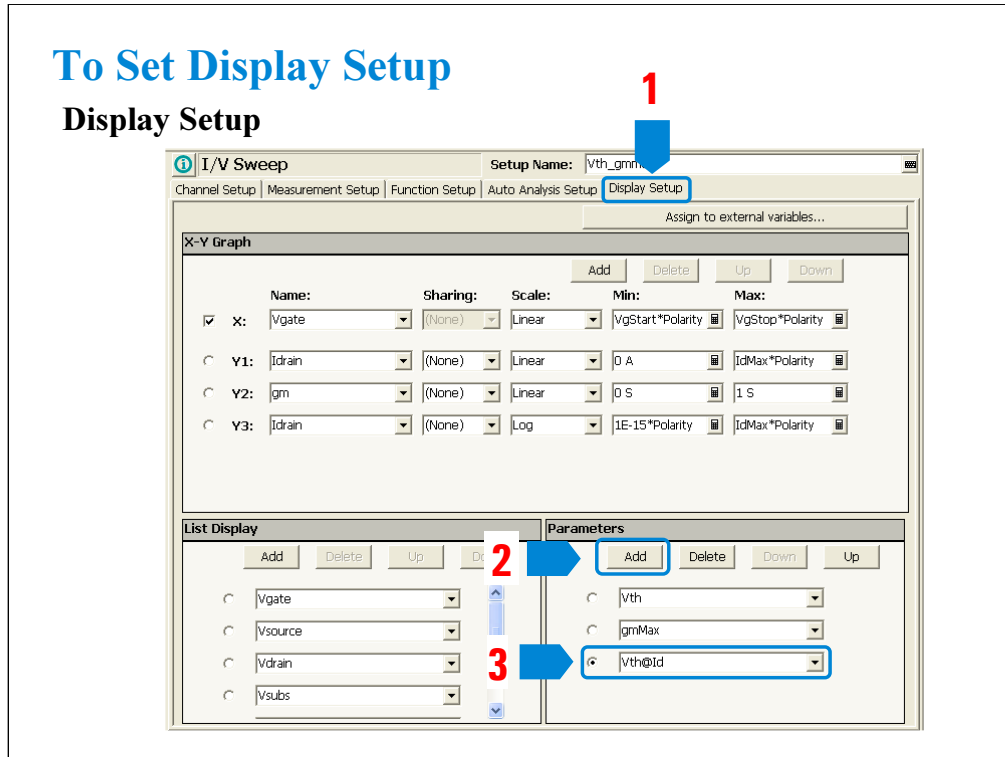 To Set Display Setup
1
Display Setup
I/V Sweep Setup Name:
Channel Setup Measurement Setup Function Setup Auto Analysis Setup Display Setup
Assign to external variables...
X-Y Graph
Add Delete Up Down
Name: Sharing: Scale: Min: Max:
X: Vgate (None) Linear VgStart*Polarity VgStop*Polarity
Y1: Idrain (None) Linear 0 A IdMax*Polarity
Y2: gm (None) Linear 0 S 1 S
Y3: Idrain (None) Log 1E-15*Polarity IdMax*Polarity
List Display Parameters
Add Delete Up 2 Add Delete Down Up
Vgate Vth
Vsource gmMax
Vdrain 3 Vth@Id
Vsubs